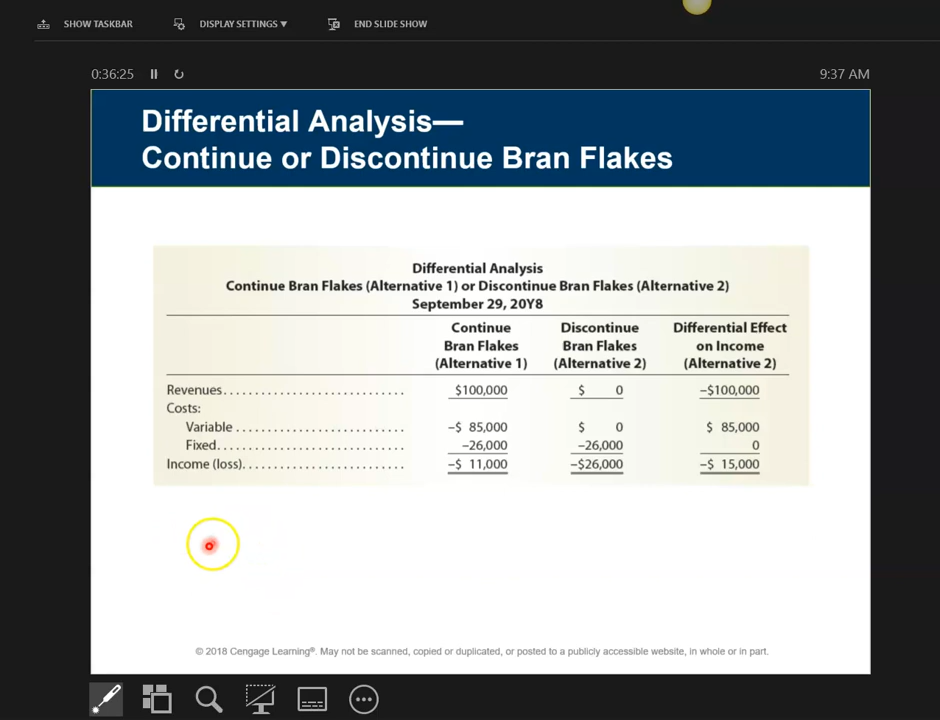 SHOW TASKBAR DISPLAY SETTINGS ▼ END SLIDE SHOW
0:36:25 9:37 AM
Differential Analysis—
Continue or Discontinue Bran Flakes
Differential Analysis
Continue Bran Flakes (Alternative 1) or Discontinue Bran Flakes (Alternative 2)
September 29, 20Y8
Continue Discontinue Differential Effect
Bran Flakes Bran Flakes on Income
(Alternative 1) (Alternative 2) (Alternative 2)
Revenues. . . . . . . . . . . . . . . . . . . . . . . . . . . . . $100,000 $ 0 –$100,000
Costs:
Variable . . . . . . . . . . . . . . . . . . . . . . . . . . –$ 85,000 $ 0 $ 85,000
Fixed. . . . . . . . . . . . . . . . . . . . . . . . . . . . . –26,000 –26,000 0
Income (loss). . . . . . . . . . . . . . . . . . . . . . . . . –$ 11,000 –$26,000 –$ 15,000
© 2018 Cengage Learning®. May not be scanned, copied or duplicated, or posted to a publicly accessible website, in whole or in part.